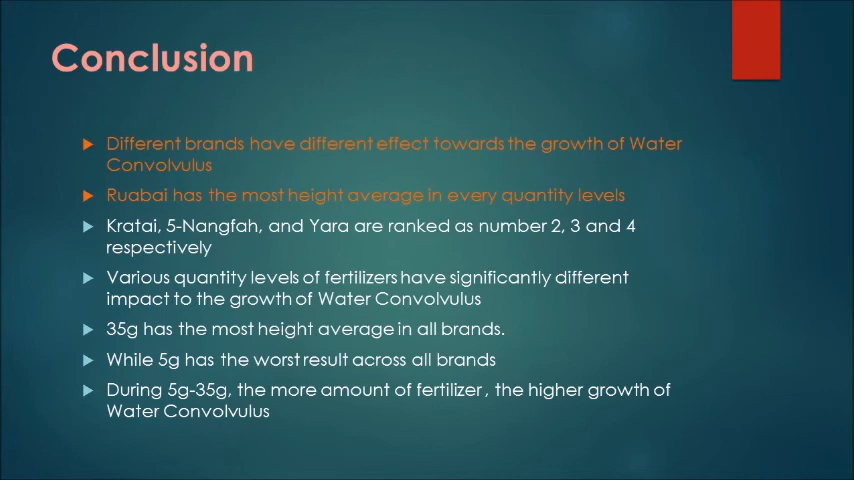 Conclusion
Different brands have different effect towards the growth of Water
Convolvulus
Ruabai has the most height average in every quantity levels
Kratai, 5-Nangfah, and Yara are ranked as number 2, 3 and 4
respectively
Various quantity levels of fertilizers have significantly different
impact to the growth of Water Convolvulus
35g has the most height average in all brands.
While 5g has the worst result across all brands
During 5g-35g, the more amount of fertilizer, the higher growth of
Water Convolvulus